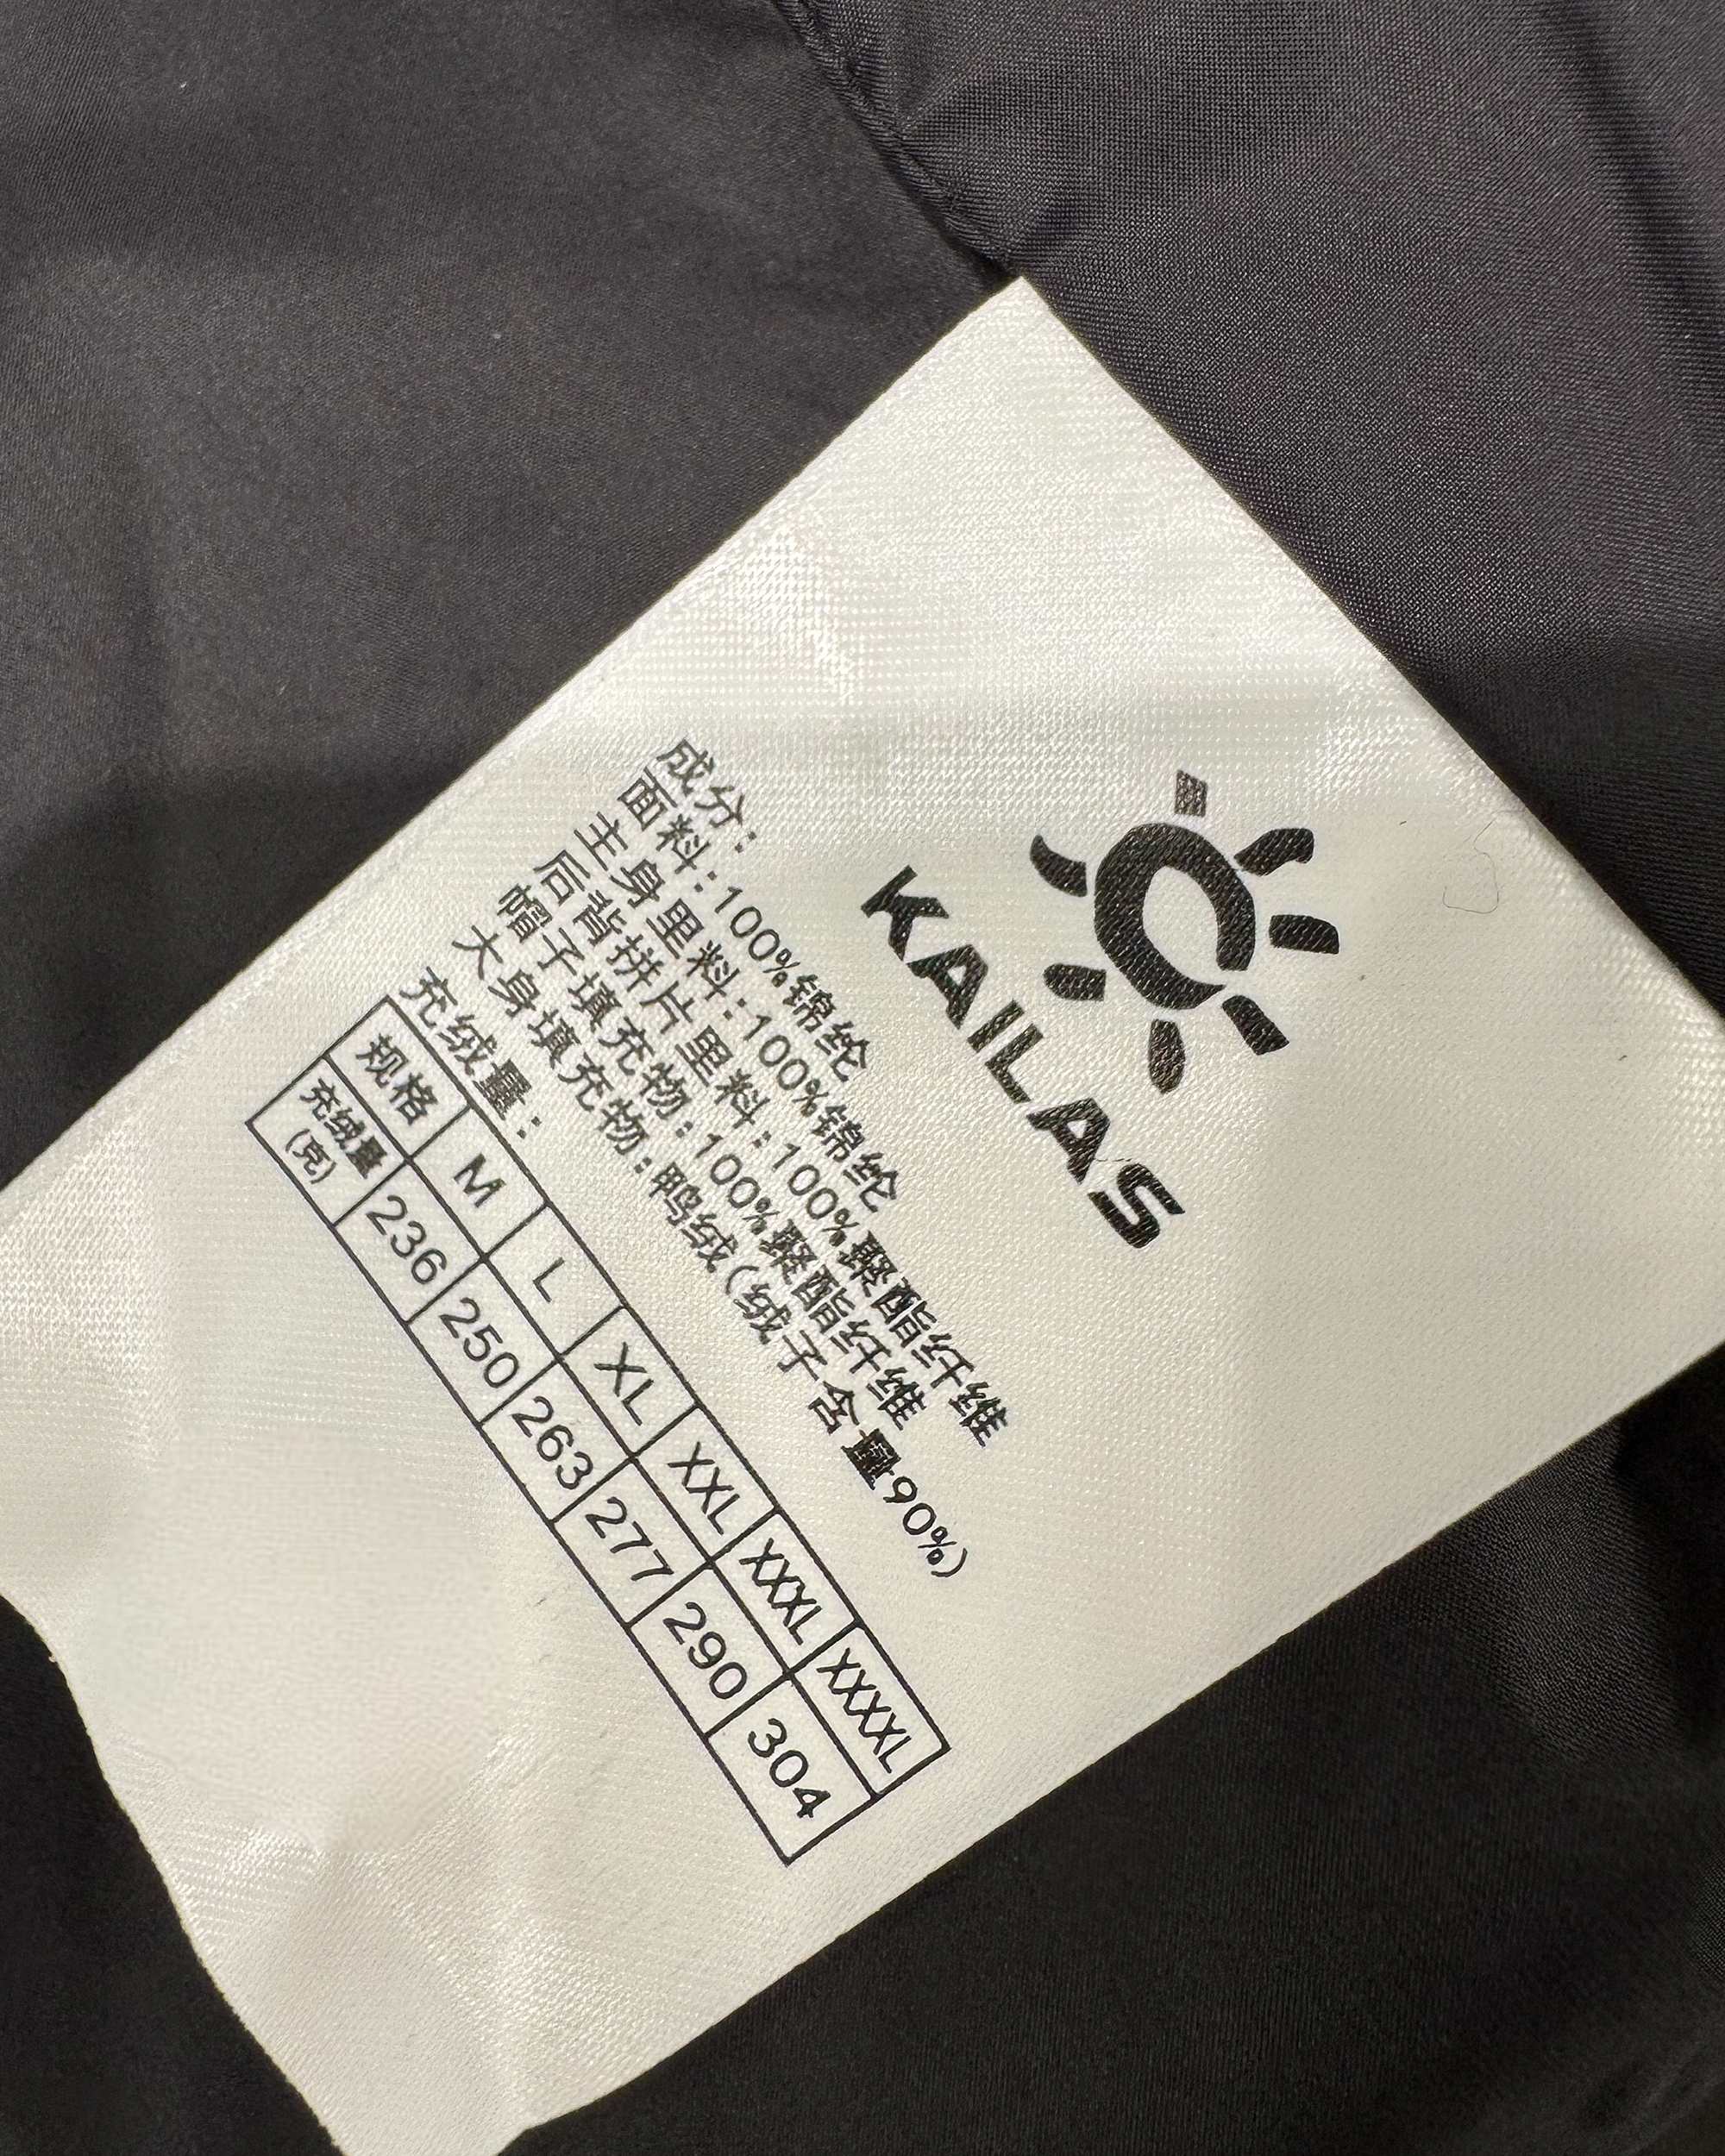 KAILAS
成分:
面料:100%锦纶
主身里料:100%锦纶
后背拼片里料:100%聚酯纤维
帽子填充物:100%聚酯纤维
大身填充物:鸭绒(绒子含量90%)
充绒量:
规格 M L XL XXL XXXL XXXXL
充绒量(克) 236 250 263 277 290 304